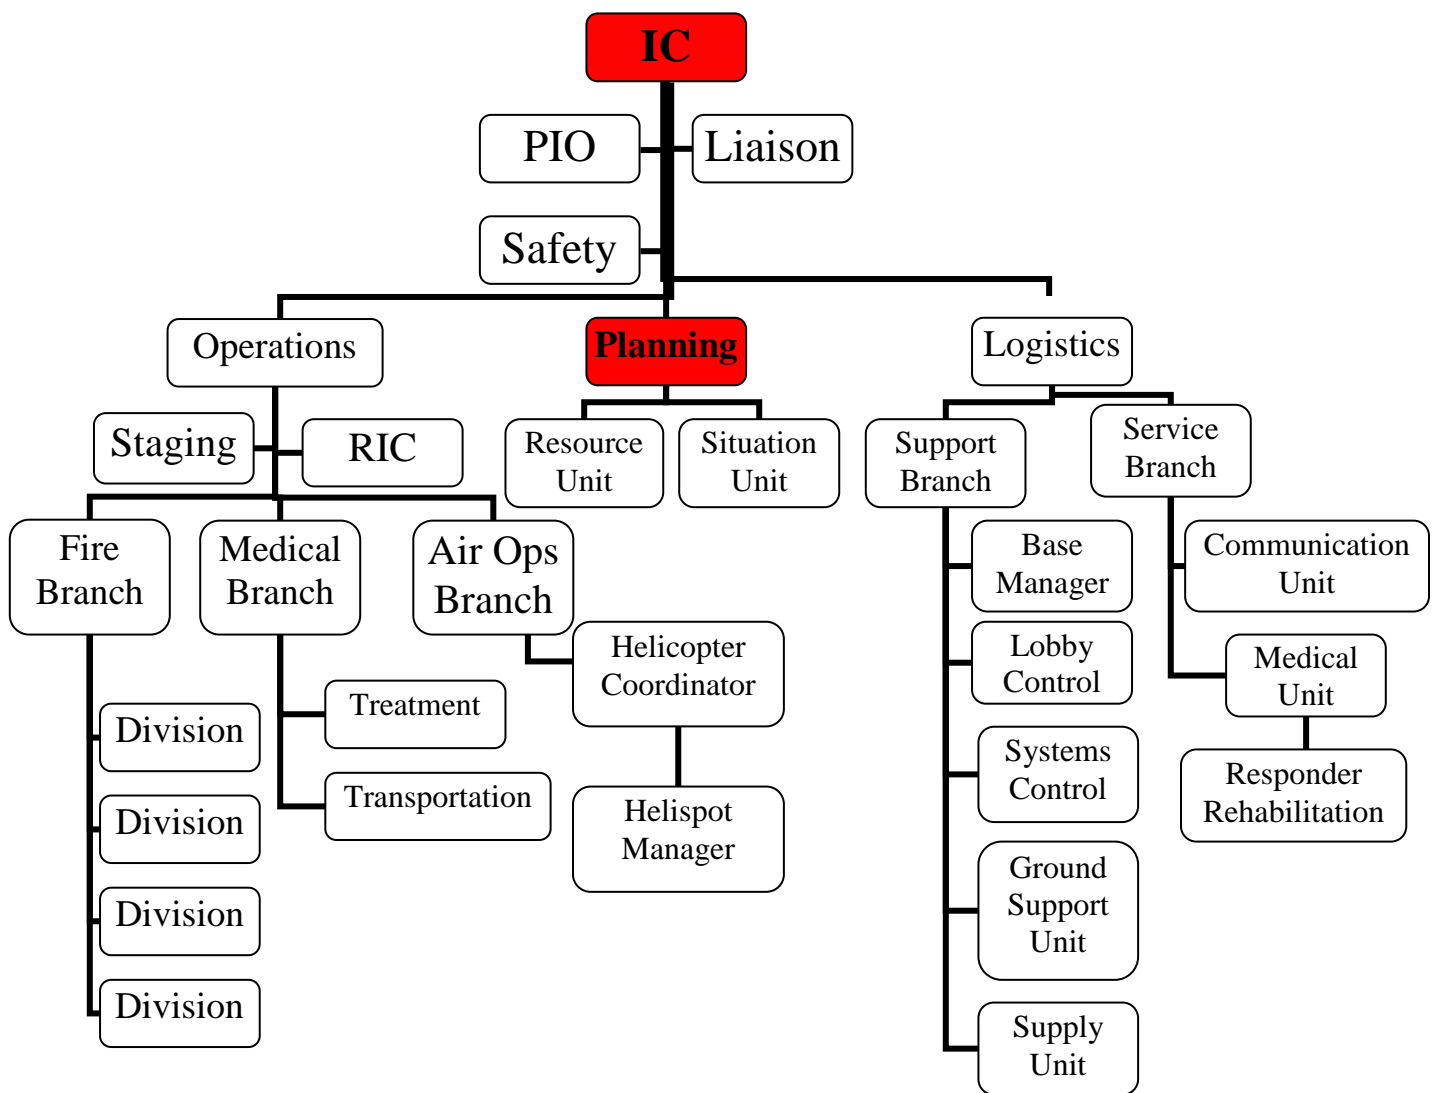 IC
PIO
Liaison
Safety
Operations
Planning
Logistics
Staging
RIC
Resource
Unit
Situation
Unit
Support
Branch
Service
Branch
Fire
Branch
Medical
Branch
Air Ops
Branch
Base
Manager
Communication
Unit
Helicopter
Coordinator
Lobby
Control
Medical
Unit
Division
Treatment
Systems
Control
Responder
Rehabilitation
Division
Transportation
Helispot
Manager
Ground
Support
Unit
Division
Division
Supply
Unit